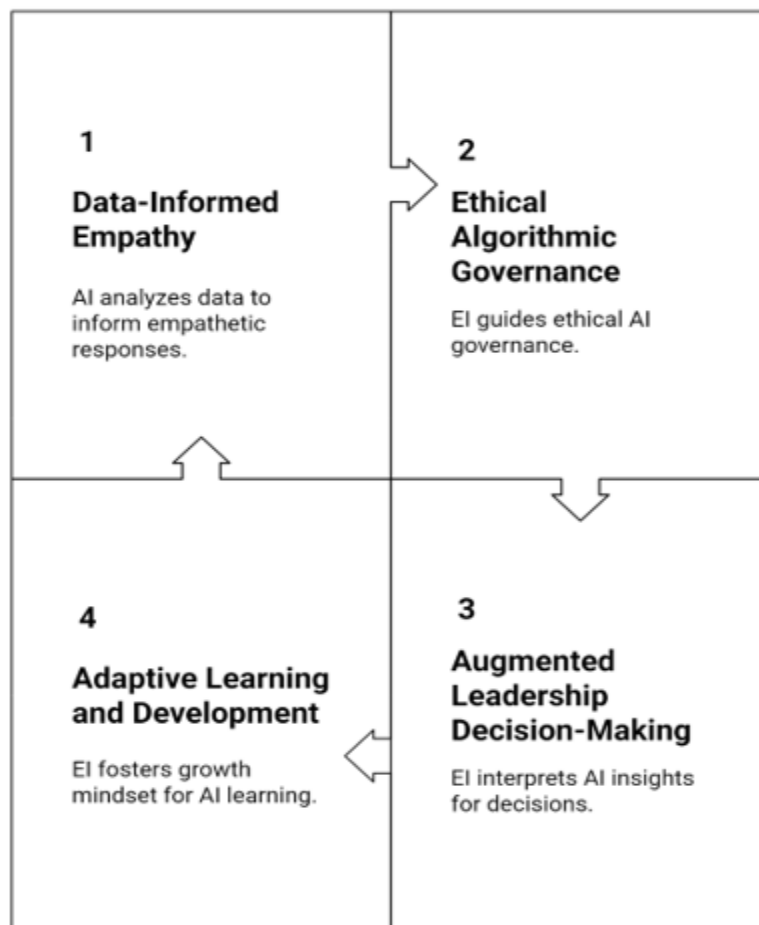 1
Data-Informed
Empathy
AI analyzes data to
inform empathetic
responses.
2
Ethical
Algorithmic
Governance
EI guides ethical AI
governance.
3
Augmented
Leadership
Decision-Making
EI interprets AI insights
for decisions.
4
Adaptive Learning
and Development
EI fosters growth
mindset for AI learning.